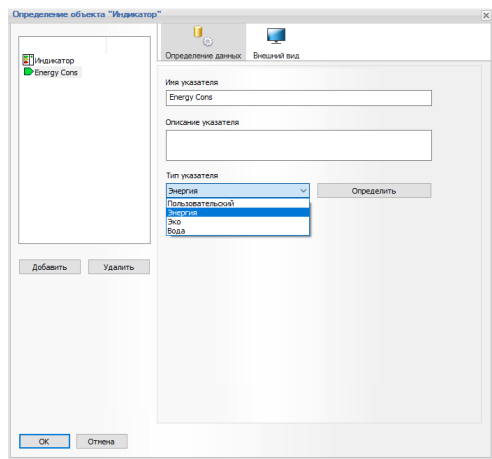 Определение объекта "Индикатор"
Индикатор
Energy Cons
Определение данных
Внешний вид
Имя указателя
Energy Cons
Описание указателя
Тип указателя
Энергия
Определить
Пользовательский
Энергия
Эко
Вода
Добавить
Удалить
OK
Отмена